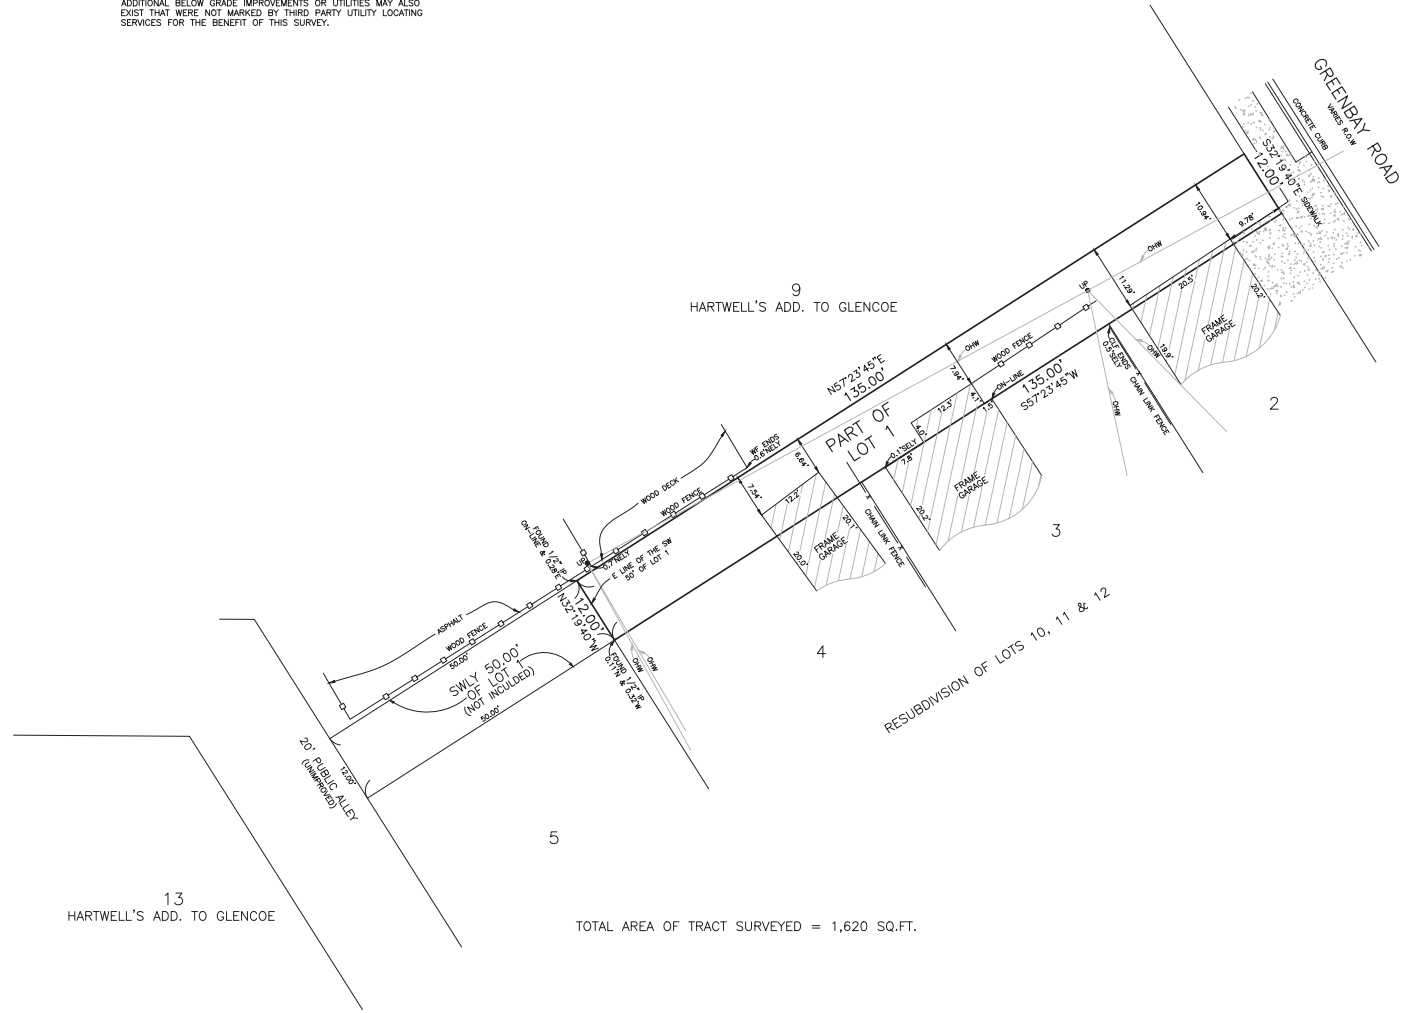 ADDITIONAL BELOW GRADE IMPROVEMENTS OR UTILITIES MAY ALSO
EXIST THAT WERE NOT MARKED BY THIRD PARTY UTILITY LOCATING
SERVICES FOR THE BENEFIT OF THIS SURVEY.
GREENBAY ROAD
VARIES R.O.W
CONCRETE CURB
S32°19'40"E
12.00'
SIDEWALK
10.94'
9.78'
OHW
11.29'
20.5'
20.2'
UP
FRAME
GARAGE
19.9'
9
HARTWELL'S ADD. TO GLENCOE
N57°23'45"E
135.00'
OHW
WOOD FENCE
7.94'
4.1'
12.3'
1.5'
ON-LINE
135.00'
S57°23'45"W
CLF ENDS
0.5'SELY
X CHAIN LINK FENCE
OHW
OHW
2
PART OF
LOT 1
4.0'
0.1'SELY
7.8'
FRAME
GARAGE
20.2'
3
WF ENDS
0.6'NELY
6.64'
7.54'
12.2'
WOOD DECK
WOOD FENCE
20.1'
FRAME
GARAGE
20.0'
X CHAIN LINK FENCE X
4
FOUND 1/2" IP
ON-LINE &
0.28'E
UP
0.7'NELY
E LINE OF THE SW
50' OF LOT 1
12.00'
N32°19'40"W
OHW
OHW
FOUND 1/2" IP
0.11'N & 0.32'W
RESUBDIVISION OF LOTS 10, 11 & 12
ASPHALT
WOOD FENCE
50.00'
SWLY 50.00'
OF LOT 1
(NOT INCULDED)
50.00'
20' PUBLIC ALLEY
(UNIMPROVED)
12.00'
5
13
HARTWELL'S ADD. TO GLENCOE
TOTAL AREA OF TRACT SURVEYED = 1,620 SQ.FT.